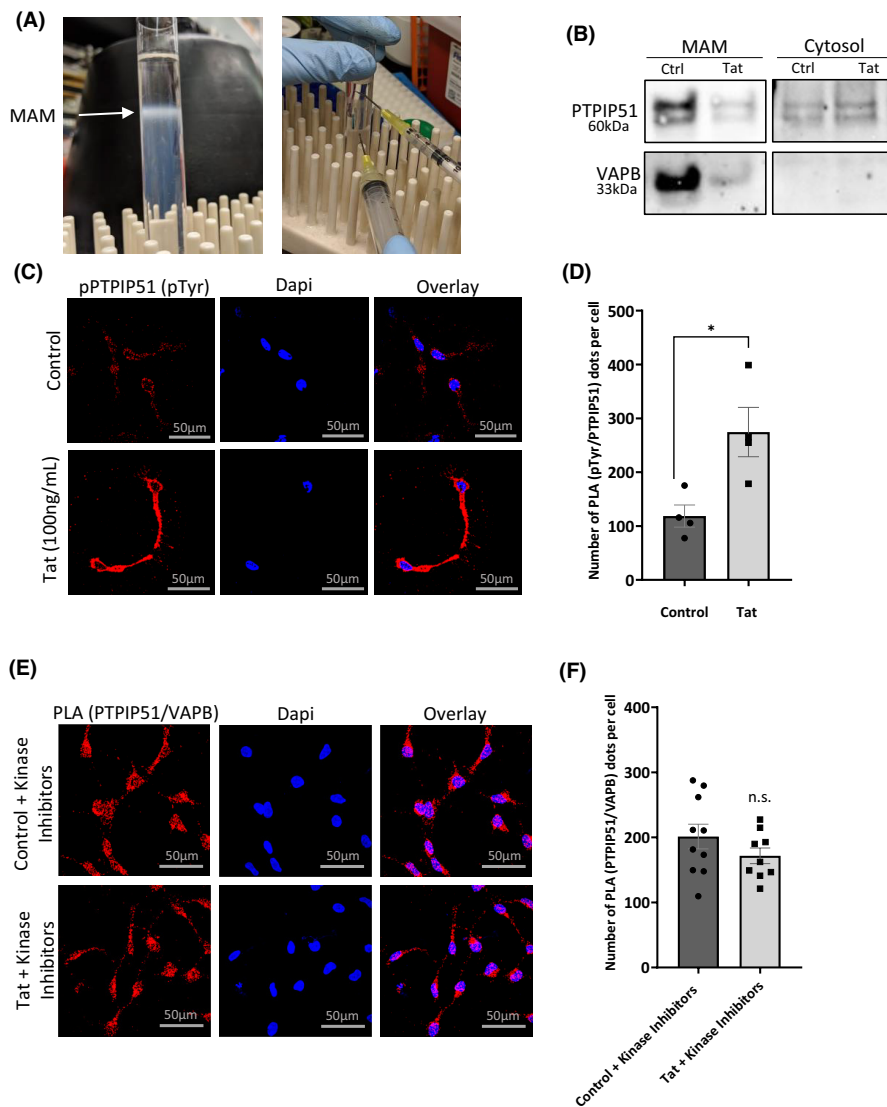 (A)
MAM
(B)
MAM Cytosol
Ctrl Tat Ctrl Tat
PTPIP51
60kDa
VAPB
33kDa
(C)
pPTPIP51 (pTyr) Dapi Overlay
Control
50μm 50μm 50μm
Tat (100ng/mL)
50μm 50μm 50μm
(D)
Number of PLA (pTyr/PTPIP51) dots per cell
500
400
300
200
100
0
*
Control Tat
(E)
PLA (PTPIP51/VAPB) Dapi Overlay
Control + Kinase
Inhibitors
50μm 50μm 50μm
Tat + Kinase
Inhibitors
50μm 50μm 50μm
(F)
Number of PLA (PTPIP51/VAPB) dots per cell
400
300
200
100
0
n.s.
Control + Kinase Inhibitors
Tat + Kinase Inhibitors